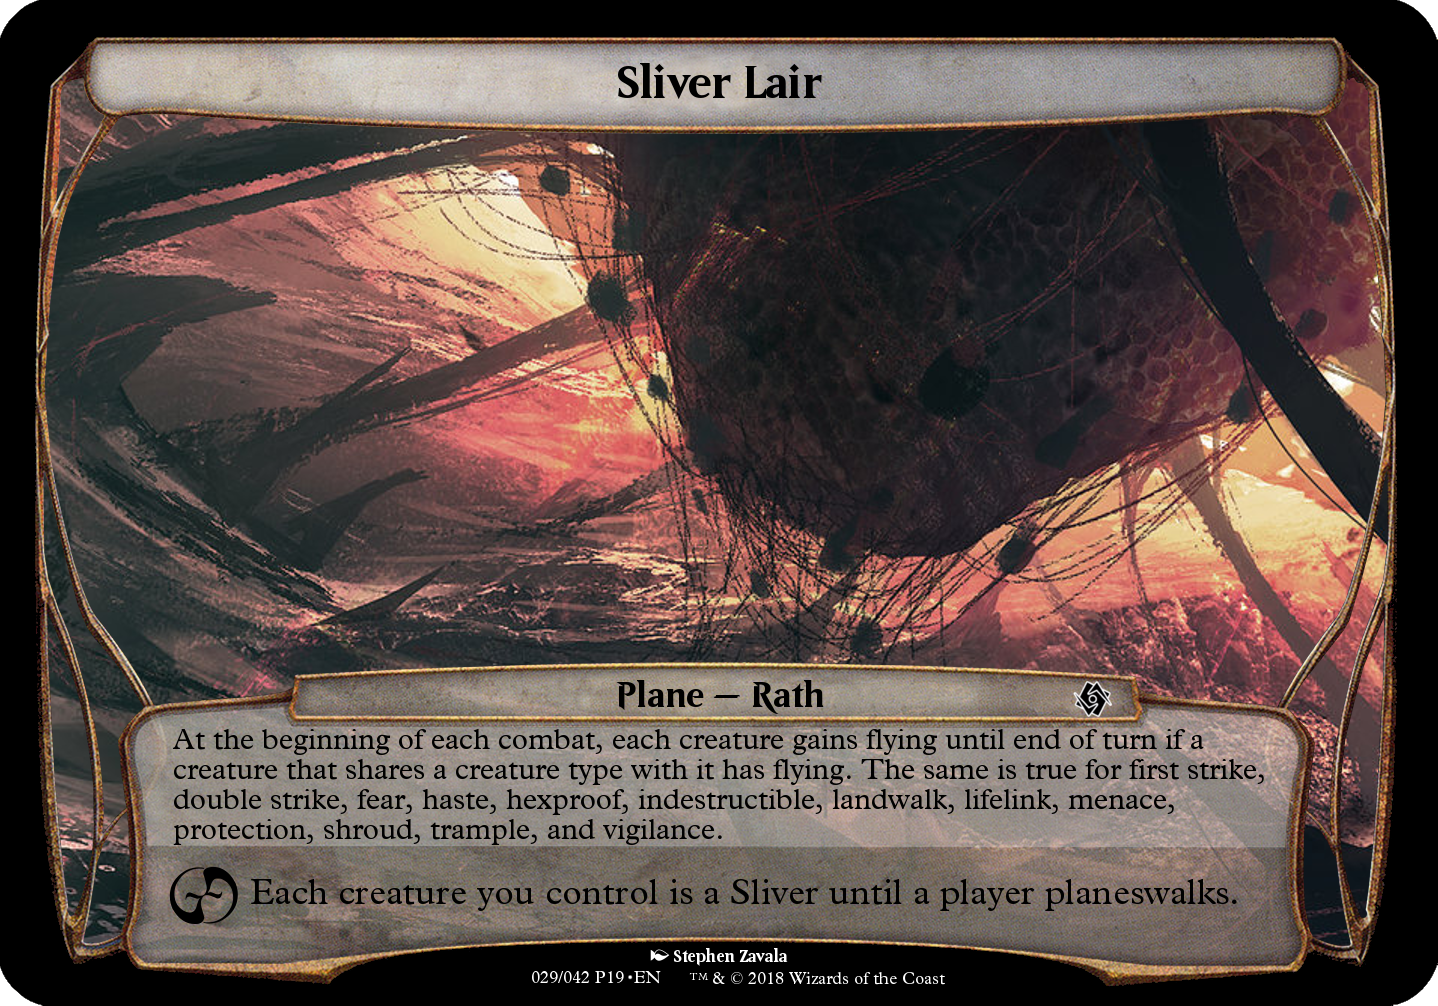 Sliver Lair
Plane — Rath
At the beginning of each combat, each creature gains flying until end of turn if a
creature that shares a creature type with it has flying. The same is true for first strike,
double strike, fear, haste, hexproof, indestructible, landwalk, lifelink, menace,
protection, shroud, trample, and vigilance.
Each creature you control is a Sliver until a player planeswalks.
Stephen Zavala
029/042 P19•EN ™ & © 2018 Wizards of the Coast